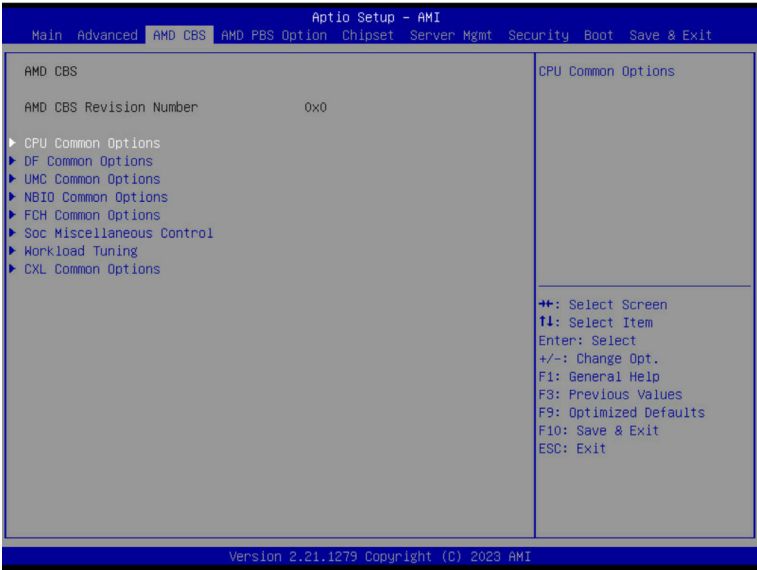 Aptio Setup - AMI
Main Advanced AMD CBS AMD PBS Option Chipset Server Mgmt Security Boot Save & Exit
AMD CBS
AMD CBS Revision Number 0x0
CPU Common Options
DF Common Options
UMC Common Options
NBIO Common Options
FCH Common Options
Soc Miscellaneous Control
Workload Tuning
CXL Common Options
CPU Common Options
→←: Select Screen
↑↓: Select Item
Enter: Select
+/-: Change Opt.
F1: General Help
F3: Previous Values
F9: Optimized Defaults
F10: Save & Exit
ESC: Exit
Version 2.21.1279 Copyright (C) 2023 AMI